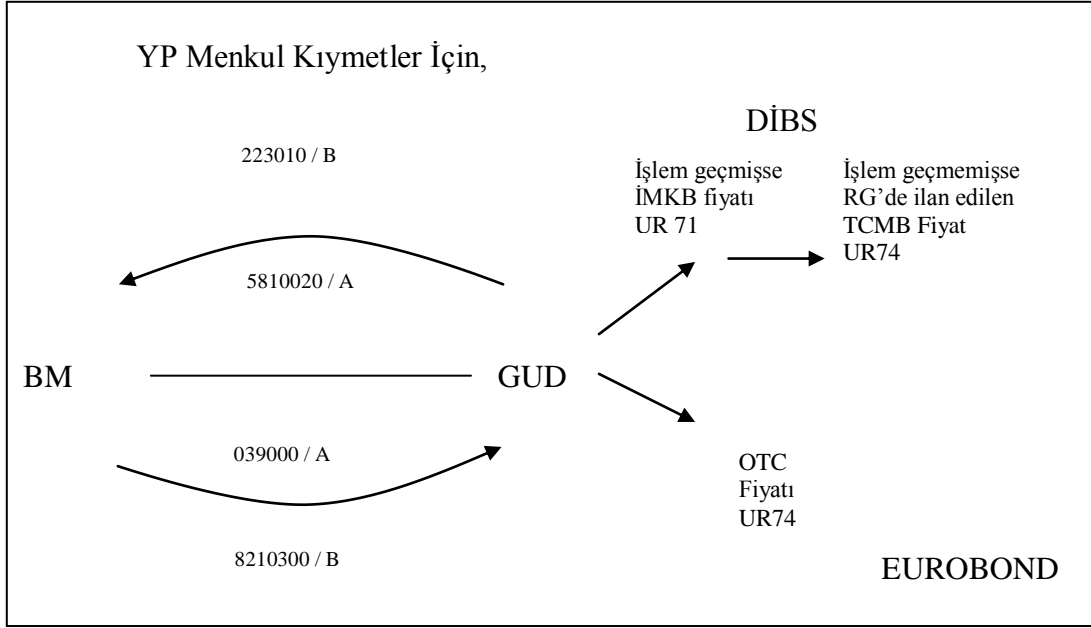 YP Menkul Kıymetler İçin,
DİBS
223010 / B
İşlem geçmişse
İMKB fiyatı
UR 71
İşlem geçmemişse
RG’de ilan edilen
TCMB Fiyat
UR74
5810020 / A
BM
GUD
039000 / A
8210300 / B
OTC
Fiyatı
UR74
EUROBOND